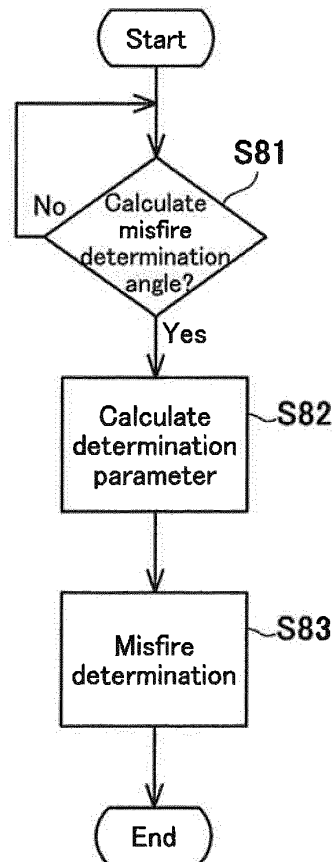 Start
S81
No
Calculate
misfire
determination
angle?
Yes
Calculate
determination
parameter
S82
Misfire
determination
S83
End